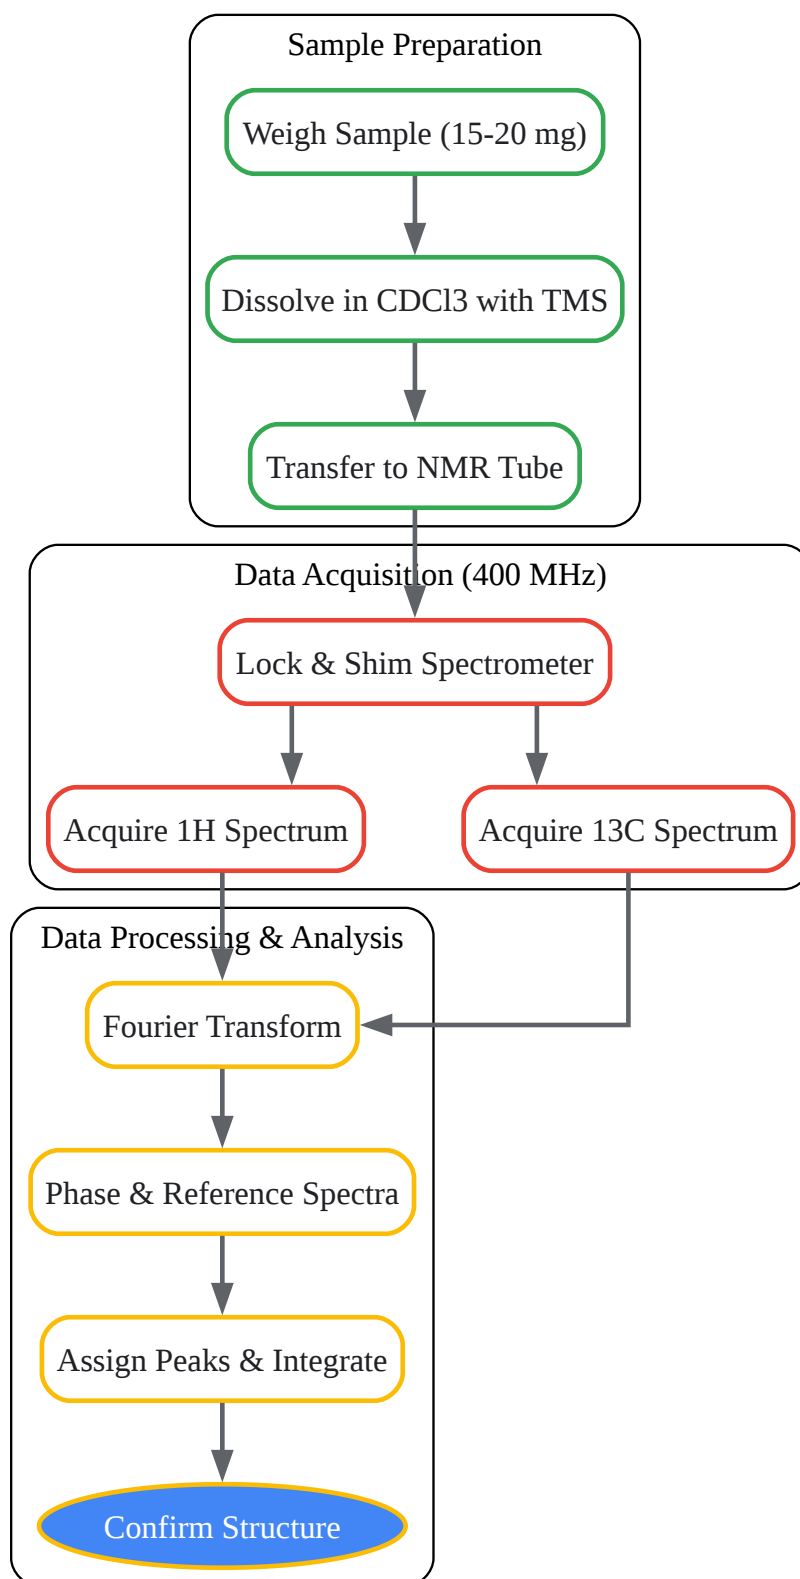 Sample Preparation
Weigh Sample (15-20 mg)
Dissolve in CDCl3 with TMS
Transfer to NMR Tube
Data Acquisition (400 MHz)
Lock & Shim Spectrometer
Acquire 1H Spectrum
Acquire 13C Spectrum
Data Processing & Analysis
Fourier Transform
Phase & Reference Spectra
Assign Peaks & Integrate
Confirm Structure